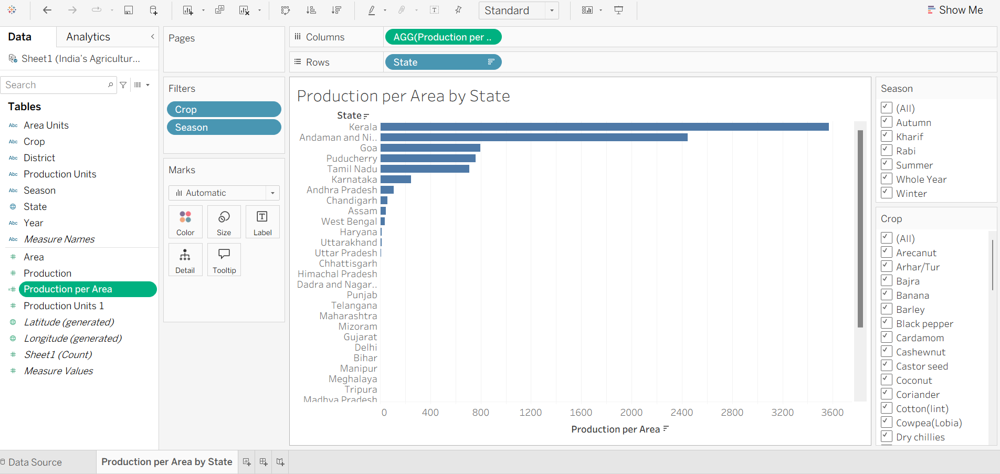 Standard
Show Me
Data
Analytics
Sheet1 (India's Agricultur...
Search
Tables
Abc Area Units
Abc Crop
Abc District
Abc Production Units
Abc Season
State
Abc Year
Abc Measure Names
# Area
# Production
=# Production per Area
# Production Units 1
Latitude (generated)
Longitude (generated)
# Sheet1 (Count)
# Measure Values
Pages
Filters
Crop
Season
Marks
Automatic
Color
Size
Label
Detail
Tooltip
Columns
AGG(Production per ..
Rows
State
Production per Area by State
State
Kerala
Andaman and Ni..
Goa
Puducherry
Tamil Nadu
Karnataka
Andhra Pradesh
Chandigarh
Assam
West Bengal
Haryana
Uttarakhand
Uttar Pradesh
Chhattisgarh
Himachal Pradesh
Dadra and Nagar..
Punjab
Telangana
Maharashtra
Mizoram
Gujarat
Delhi
Bihar
Manipur
Meghalaya
Tripura
Madhya Pradesh
0 400 800 1200 1600 2000 2400 2800 3200 3600
Production per Area
Season
(All)
Autumn
Kharif
Rabi
Summer
Whole Year
Winter
Crop
(All)
Arecanut
Arhar/Tur
Bajra
Banana
Barley
Black pepper
Cardamom
Cashewnut
Castor seed
Coconut
Coriander
Cotton(lint)
Cowpea(Lobia)
Dry chillies
Data Source
Production per Area by State